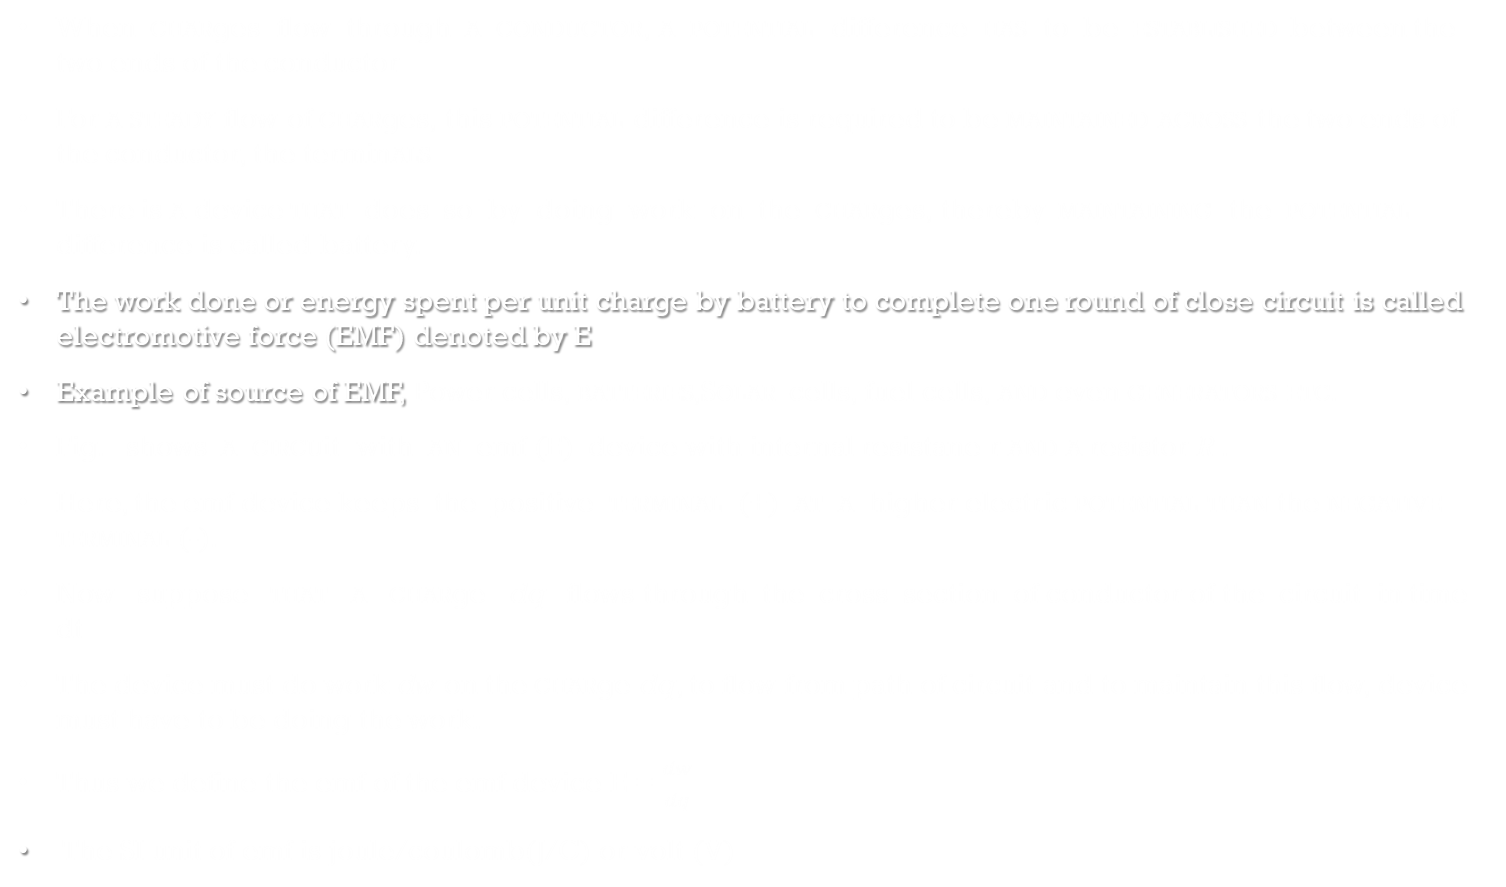 • The work done or energy spent per unit charge by battery to complete one round of close circuit is called
electromotive force (EMF) denoted by E
• Example of source of EMF,
•